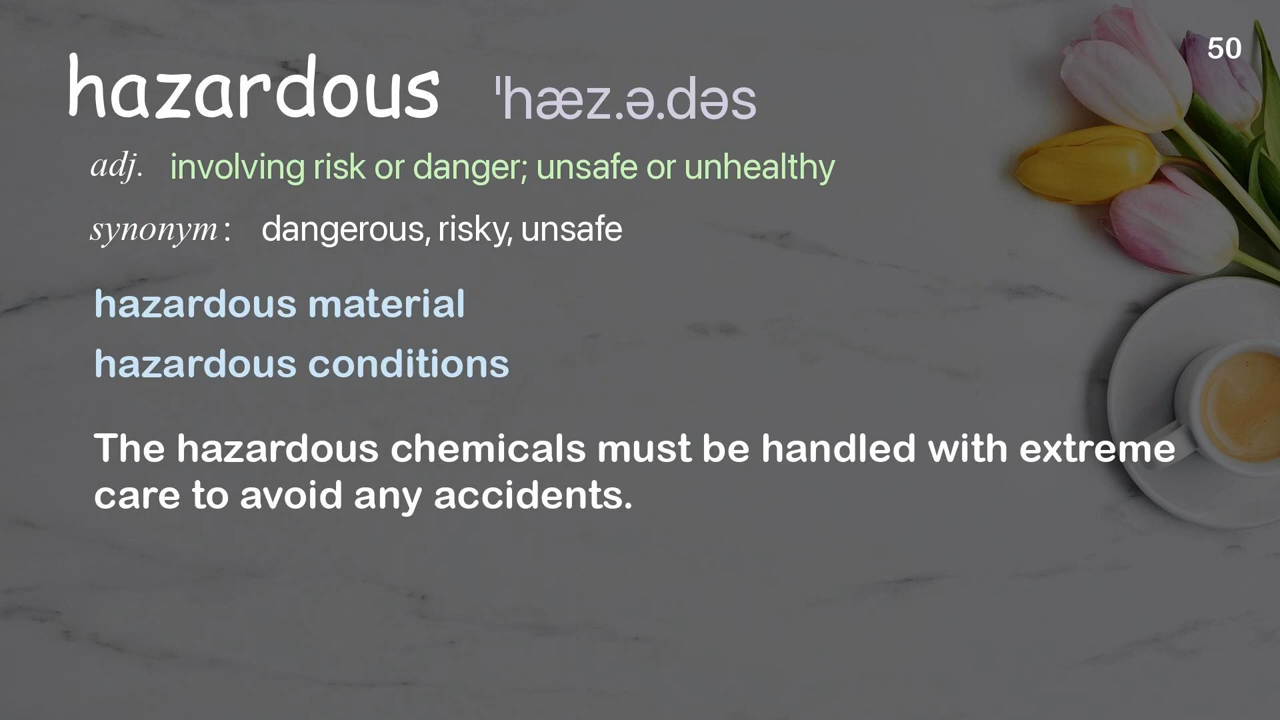 50
hazardous ˈhæz.ə.dəs
adj. involving risk or danger; unsafe or unhealthy
synonym : dangerous, risky, unsafe
hazardous material
hazardous conditions
The hazardous chemicals must be handled with extreme
care to avoid any accidents.